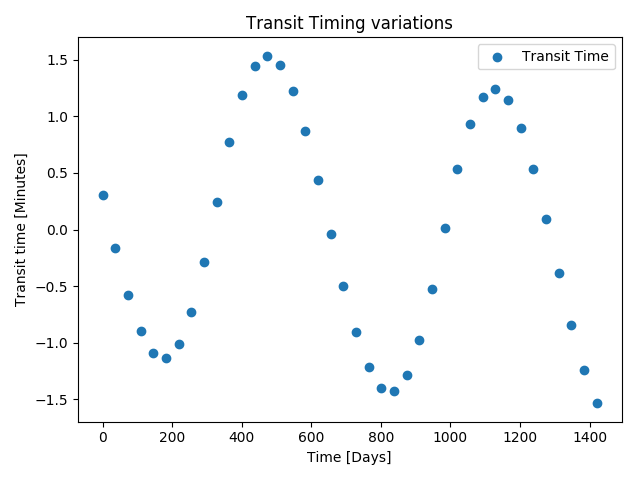 Transit Timing variations
Transit Time
Transit time [Minutes]
1.5
1.0
0.5
0.0
−0.5
−1.0
−1.5
0 200 400 600 800 1000 1200 1400
Time [Days]